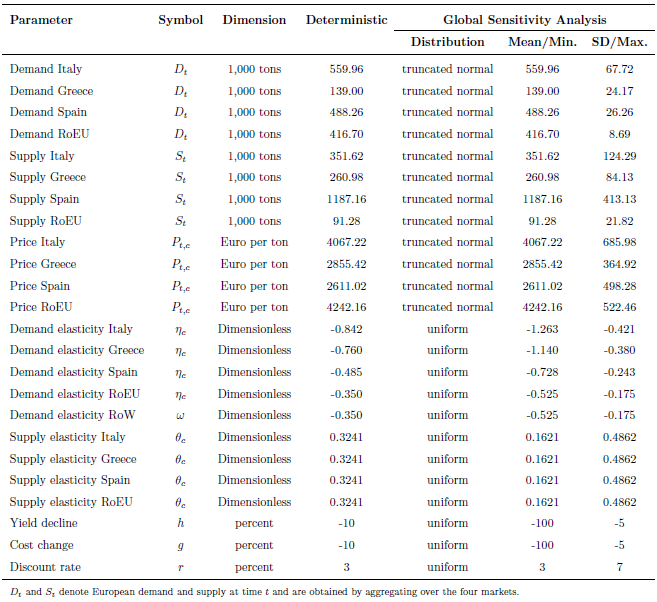 Parameter Symbol Dimension Deterministic Global Sensitivity Analysis
Distribution Mean/Min. SD/Max.
Demand Italy D_t 1,000 tons 559.96 truncated normal 559.96 67.72
Demand Greece D_t 1,000 tons 139.00 truncated normal 139.00 24.17
Demand Spain D_t 1,000 tons 488.26 truncated normal 488.26 26.26
Demand RoEU D_t 1,000 tons 416.70 truncated normal 416.70 8.69
Supply Italy S_t 1,000 tons 351.62 truncated normal 351.62 124.29
Supply Greece S_t 1,000 tons 260.98 truncated normal 260.98 84.13
Supply Spain S_t 1,000 tons 1187.16 truncated normal 1187.16 413.13
Supply RoEU S_t 1,000 tons 91.28 truncated normal 91.28 21.82
Price Italy P_{t,c} Euro per ton 4067.22 truncated normal 4067.22 685.98
Price Greece P_{t,c} Euro per ton 2855.42 truncated normal 2855.42 364.92
Price Spain P_{t,c} Euro per ton 2611.02 truncated normal 2611.02 498.28
Price RoEU P_{t,c} Euro per ton 4242.16 truncated normal 4242.16 522.46
Demand elasticity Italy η_c Dimensionless -0.842 uniform -1.263 -0.421
Demand elasticity Greece η_c Dimensionless -0.760 uniform -1.140 -0.380
Demand elasticity Spain η_c Dimensionless -0.485 uniform -0.728 -0.243
Demand elasticity RoEU η_c Dimensionless -0.350 uniform -0.525 -0.175
Demand elasticity RoW ω Dimensionless -0.350 uniform -0.525 -0.175
Supply elasticity Italy θ_c Dimensionless 0.3241 uniform 0.1621 0.4862
Supply elasticity Greece θ_c Dimensionless 0.3241 uniform 0.1621 0.4862
Supply elasticity Spain θ_c Dimensionless 0.3241 uniform 0.1621 0.4862
Supply elasticity RoEU θ_c Dimensionless 0.3241 uniform 0.1621 0.4862
Yield decline h percent -10 uniform -100 -5
Cost change g percent -10 uniform -100 -5
Discount rate r percent 3 uniform 3 7
D_t and S_t denote European demand and supply at time t and are obtained by aggregating over the four markets.